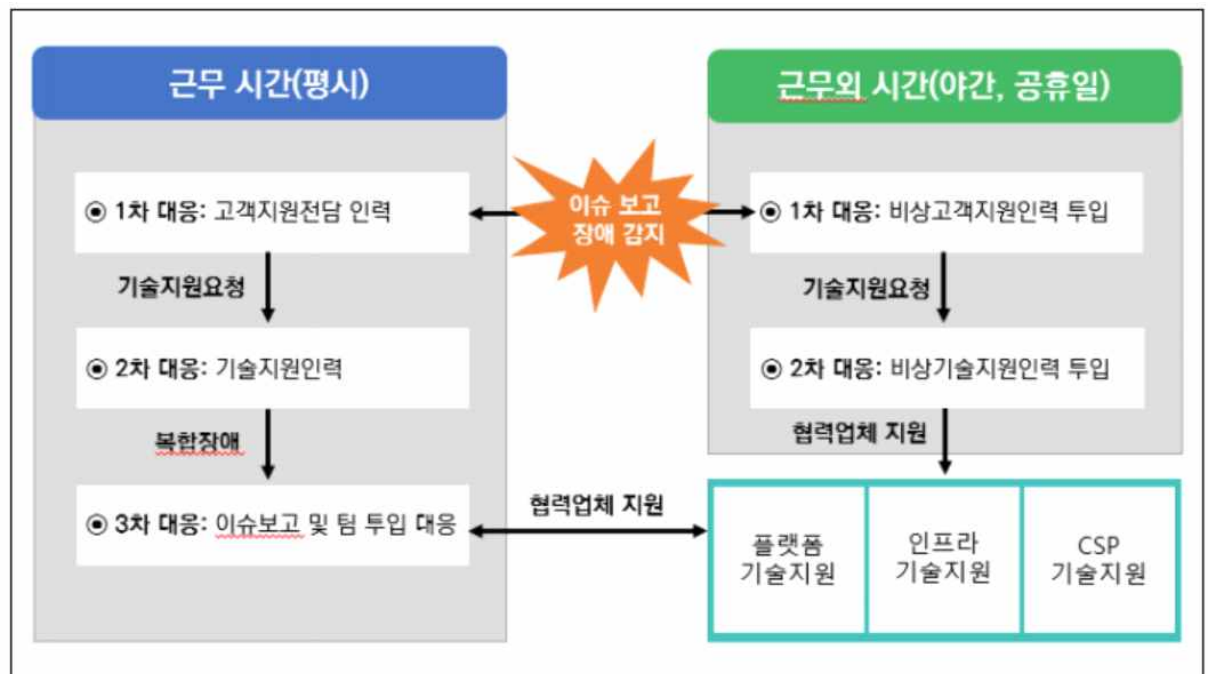 근무 시간(평시)
◉ 1차 대응: 고객지원전담 인력
기술지원요청
◉ 2차 대응: 기술지원인력
복합장애
◉ 3차 대응: 이슈보고 및 팀 투입 대응
이슈 보고
장애 감지
근무외 시간(야간, 공휴일)
◉ 1차 대응: 비상고객지원인력 투입
기술지원요청
◉ 2차 대응: 비상기술지원인력 투입
협력업체 지원
협력업체 지원
플랫폼
기술지원
인프라
기술지원
CSP
기술지원